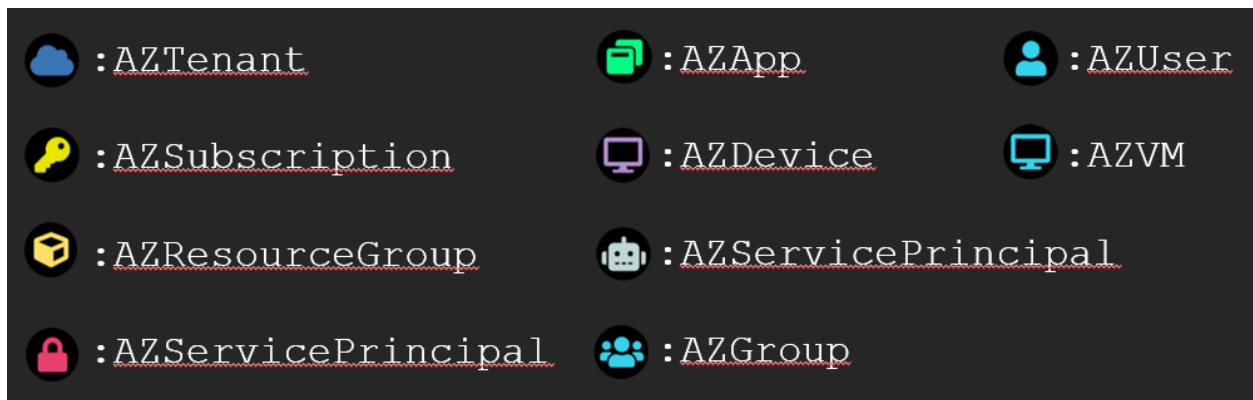 :AZTenant :AZApp :AZUser
:AZSubscription :AZDevice :AZVM
:AZResourceGroup :AZServicePrincipal
:AZServicePrincipal :AZGroup